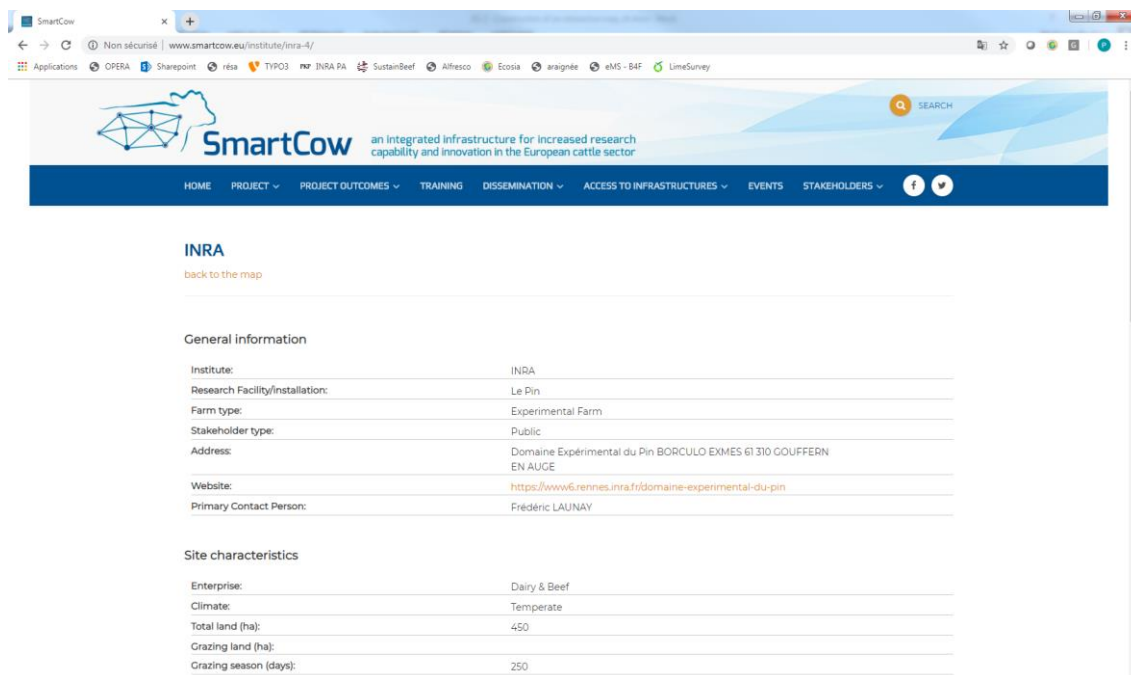 SmartCow
Non sécurisé | www.smartcow.eu/institute/inra-4/
Applications OPERA Sharepoint résa TYPO3 INRA PA SustainBeef Alfresco Ecosia araignée eMS - B4F LimeSurvey
SmartCow
an integrated infrastructure for increased research
capability and innovation in the European cattle sector
SEARCH
HOME PROJECT PROJECT OUTCOMES TRAINING DISSEMINATION ACCESS TO INFRASTRUCTURES EVENTS STAKEHOLDERS
INRA
back to the map
General information
Institute: INRA
Research Facility/installation: Le Pin
Farm type: Experimental Farm
Stakeholder type: Public
Address: Domaine Expérimental du Pin BORCULO EXMES 61 310 GOUFFERN
EN AUGE
Website: https://www6.rennes.inra.fr/domaine-experimental-du-pin
Primary Contact Person: Frédéric LAUNAY
Site characteristics
Enterprise: Dairy & Beef
Climate: Temperate
Total land (ha): 450
Grazing land (ha):
Grazing season (days): 250